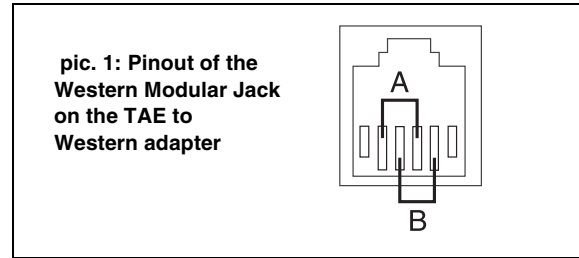 pic. 1: Pinout of the
Western Modular Jack
on the TAE to
Western adapter
A
B